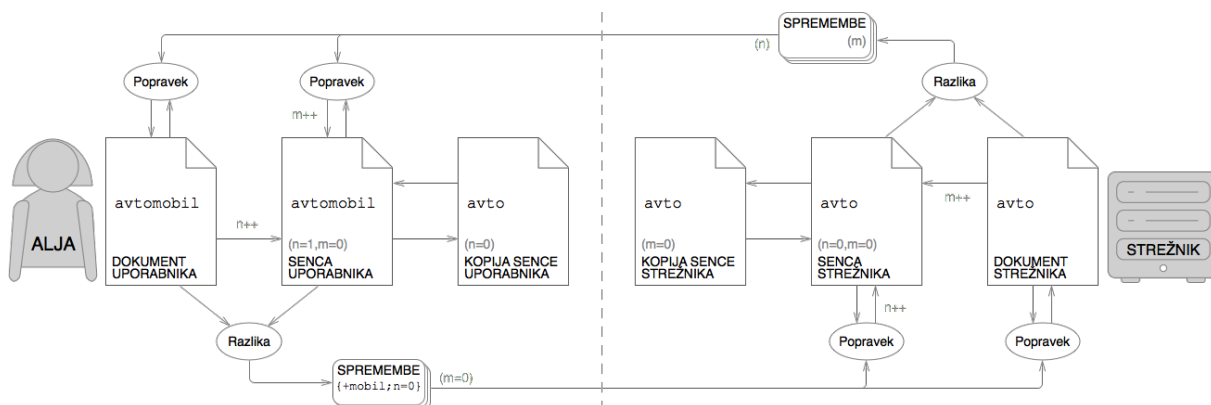 SPREMEMBE
(n)
(m)
Popravek
Popravek
Razlika
m++
avtomobil
avtomobil
avto
avto
avto
avto
n++
m++
ALJA
(n=1,m=0)
(n=0)
(m=0)
(n=0,m=0)
STREŽNIK
DOKUMENT
UPORABNIKA
SENCA
UPORABNIKA
KOPIJA SENCE
UPORABNIKA
KOPIJA SENCE
STREŽNIKA
SENCA
STREŽNIKA
DOKUMENT
STREŽNIKA
n++
Razlika
Popravek
Popravek
SPREMEMBE
{+mobil;n=0}
(m=0)